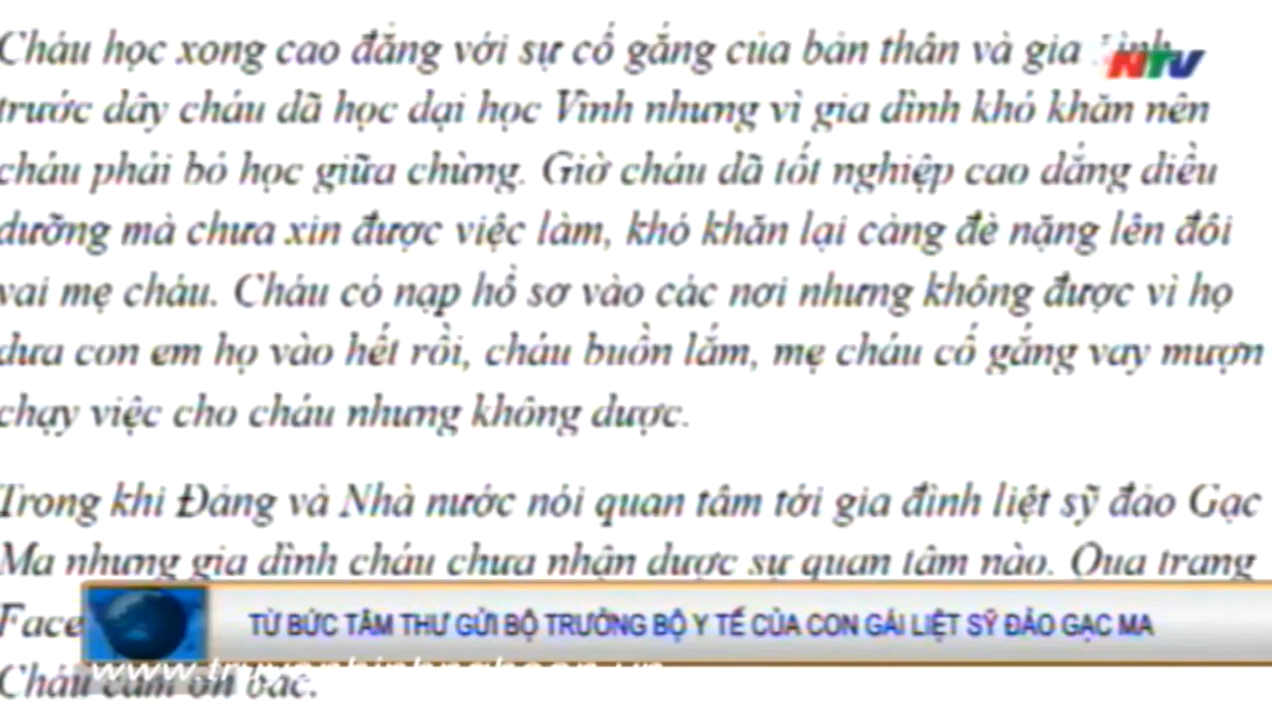 Cháu học xong cao đẳng với sự cố gắng của bản thân và gia
NTV
trước đây cháu đã học đại học Vinh nhưng vì gia đình khó khăn nên
cháu phải bỏ học giữa chừng. Giờ cháu đã tốt nghiệp cao đẳng điều
dưỡng mà chưa xin được việc làm, khó khăn lại càng đè nặng lên đôi
vai mẹ cháu. Cháu có nạp hồ sơ vào các nơi nhưng không được vì họ
đưa con em họ vào hết rồi, cháu buồn lắm, mẹ cháu cố gắng vay mượn
chạy việc cho cháu nhưng không được.
Trong khi Đảng và Nhà nước nói quan tâm tới gia đình liệt sỹ đảo Gạc
Ma nhưng gia đình cháu chưa nhận được sự quan tâm nào. Qua trang
Face
TỪ BỨC TÂM THƯ GỬI BỘ TRƯỞNG BỘ Y TẾ CỦA CON GÁI LIỆT SỸ ĐẢO GẠC MA
www.truyenhinhnghean.vn
Cháu cảm ơn bác.